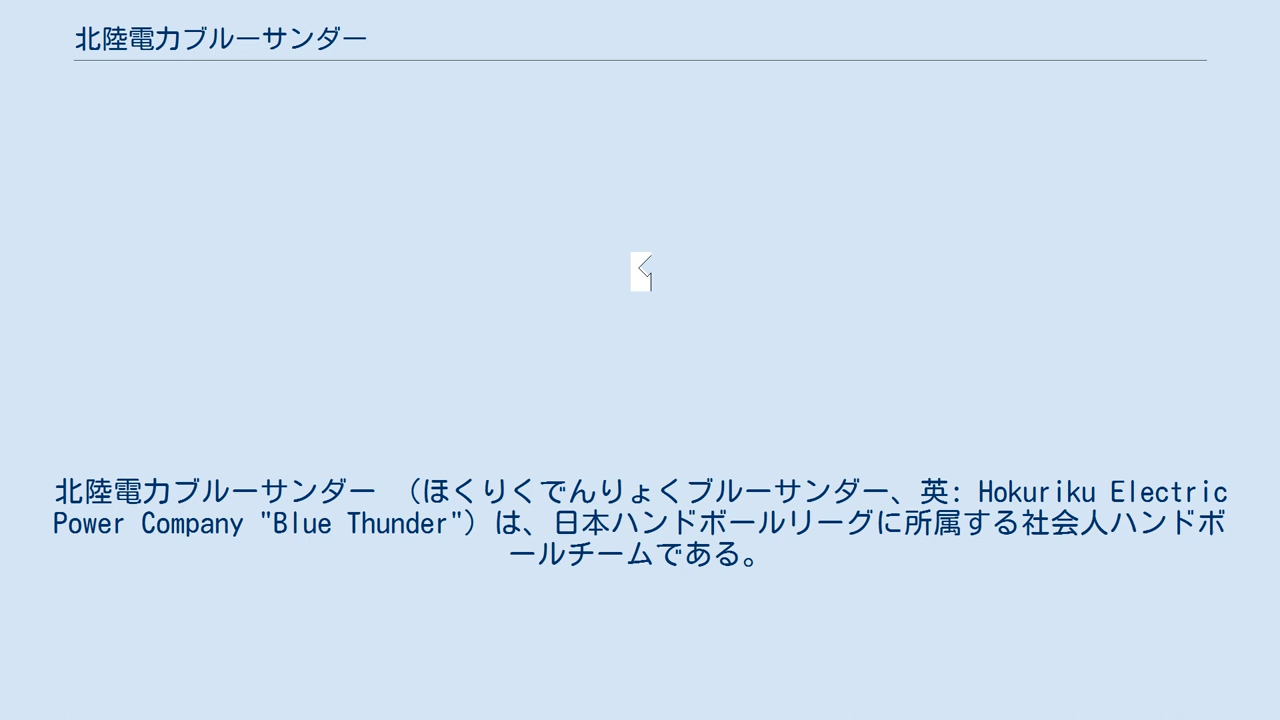 北陸電力ブルーサンダー
北陸電力ブルーサンダー （ほくりくでんりょくブルーサンダー、英: Hokuriku Electric
Power Company "Blue Thunder"）は、日本ハンドボールリーグに所属する社会人ハンドボ
ールチームである。